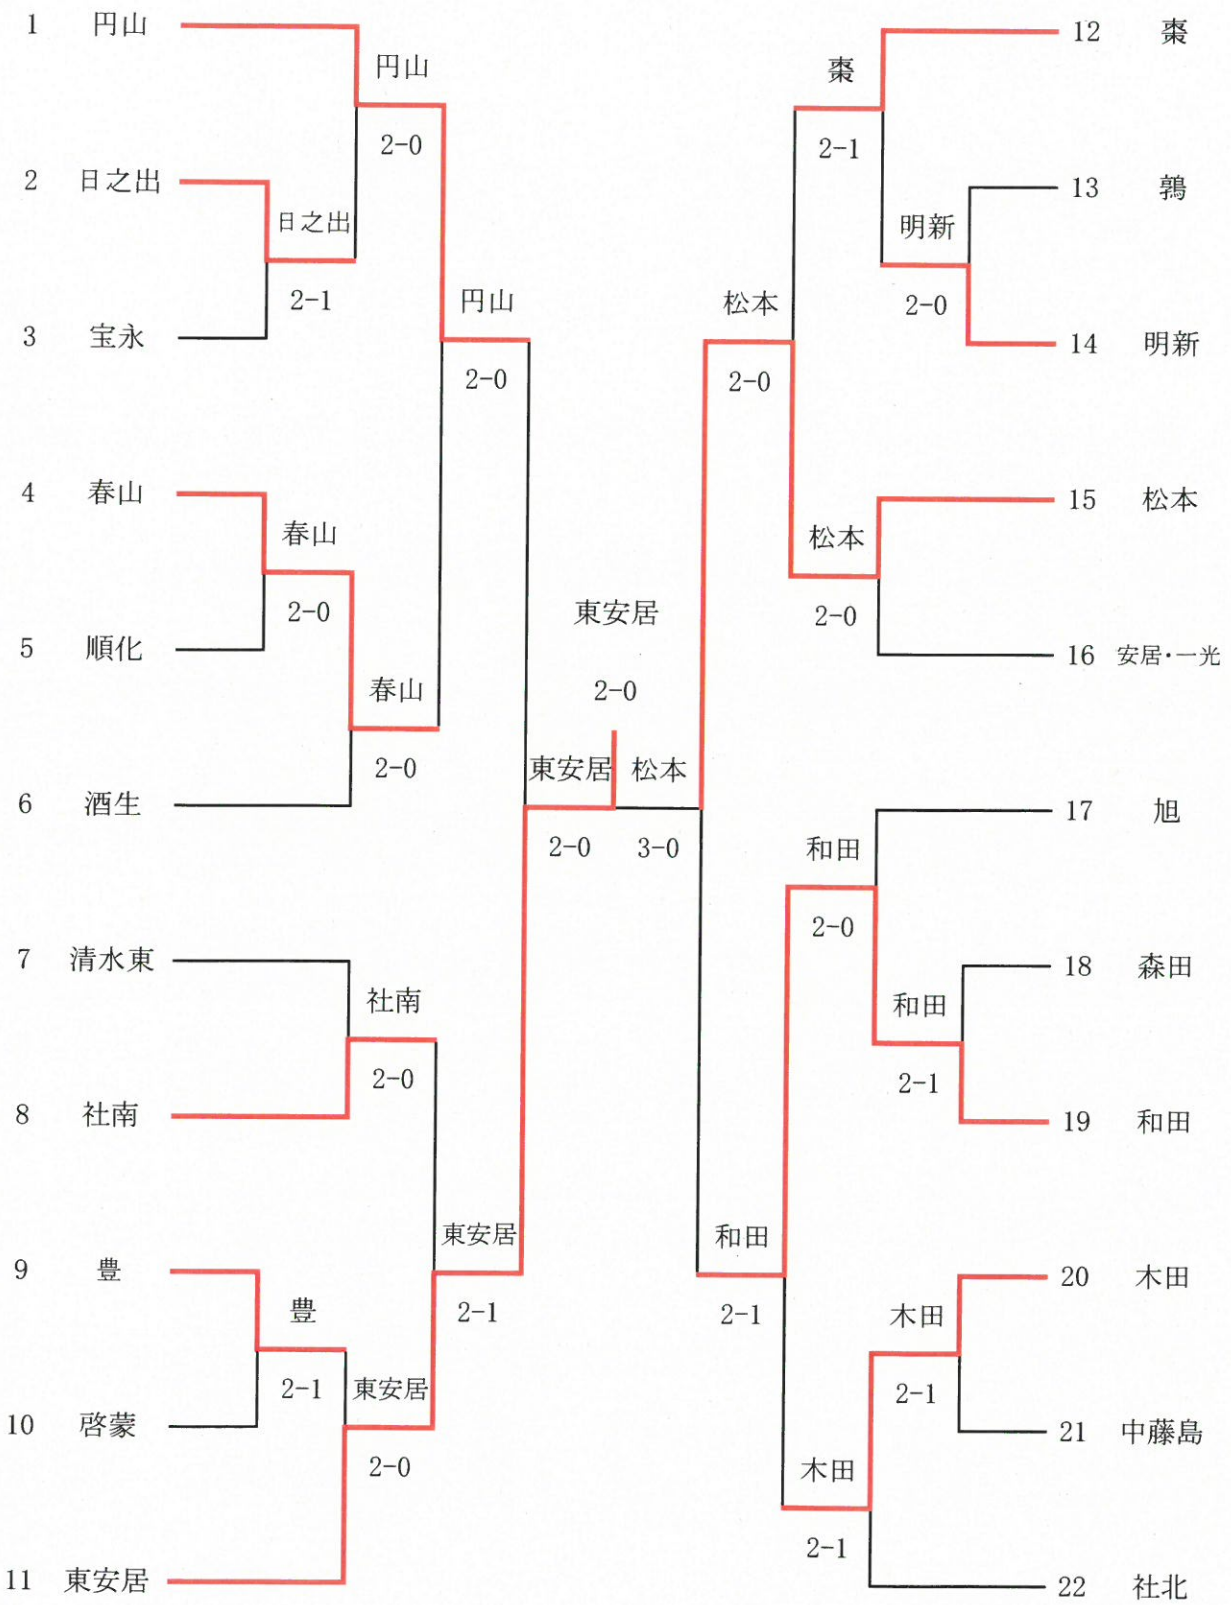 1 円山
円山
2-0
2 日之出
日之出
2-1
3 宝永
円山
2-0
4 春山
春山
2-0
5 順化
春山
2-0
6 酒生
7 清水東
社南
2-0
8 社南
東安居
2-1
9 豊
豊
2-1
10 啓蒙
東安居
2-0
11 東安居
東安居
2-0
東安居 松本
2-0 3-0
12 棗
棗
2-1
13 鶉
明新
2-0
14 明新
松本
2-0
15 松本
松本
2-0
16 安居・一光
17 旭
和田
2-0
18 森田
和田
2-1
19 和田
和田
2-1
20 木田
木田
2-1
21 中藤島
木田
2-1
22 社北